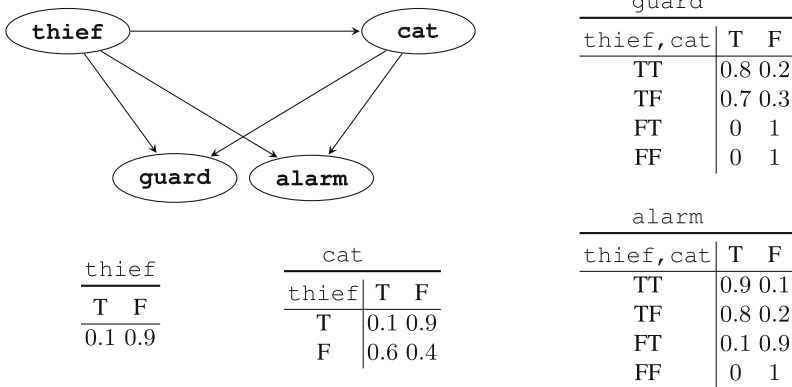 thief
cat
guard
alarm
thief
T F
0.1 0.9
cat
thief T F
T 0.1 0.9
F 0.6 0.4
guard
thief,cat T F
TT 0.8 0.2
TF 0.7 0.3
FT 0 1
FF 0 1
alarm
thief,cat T F
TT 0.9 0.1
TF 0.8 0.2
FT 0.1 0.9
FF 0 1